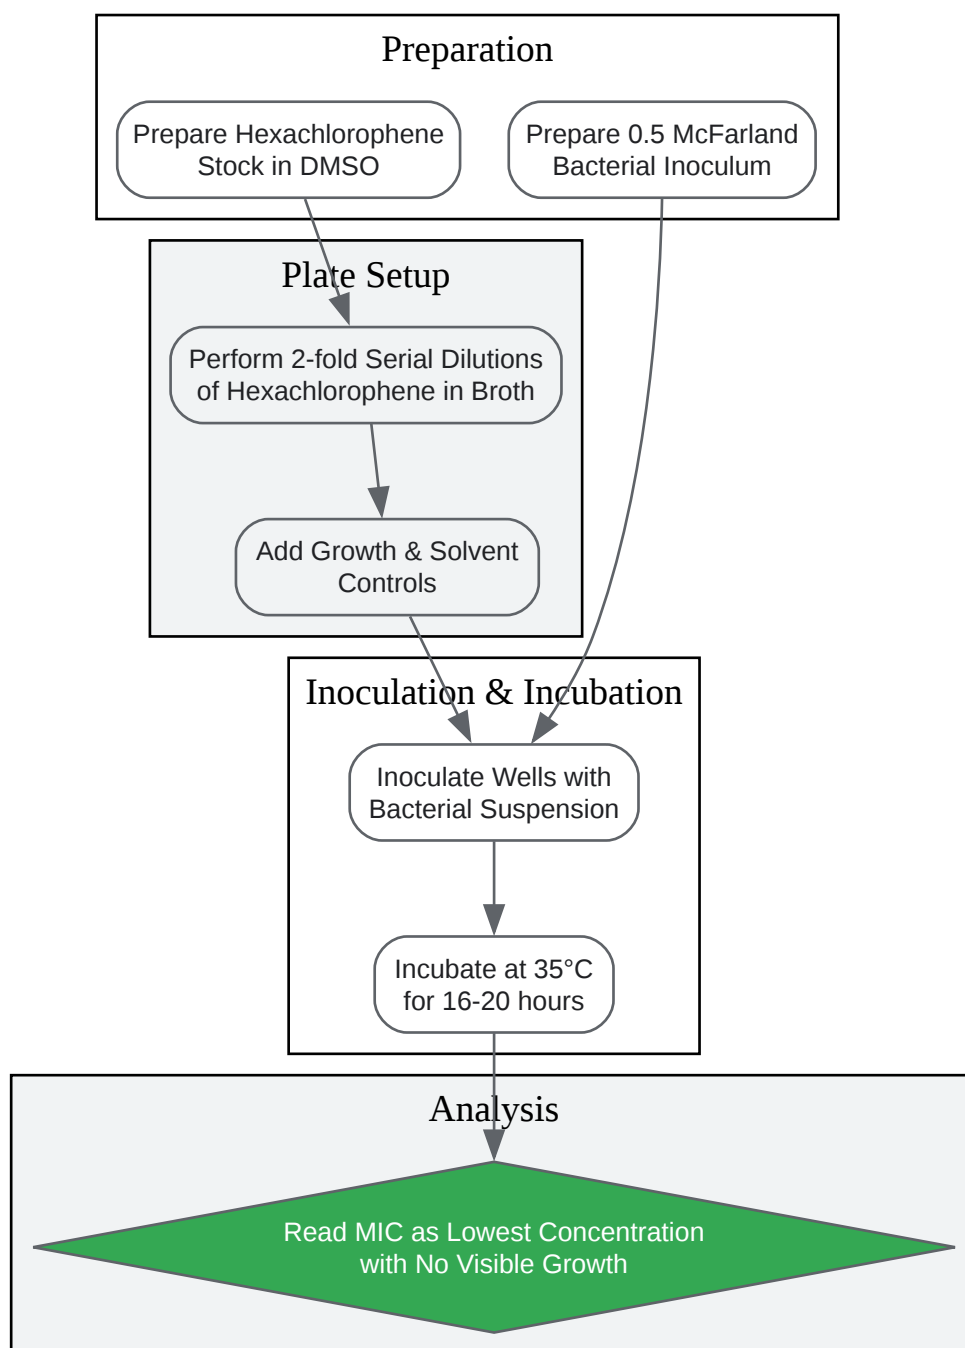 Preparation
Prepare Hexachlorophene
Stock in DMSO
Prepare 0.5 McFarland
Bacterial Inoculum
Plate Setup
Perform 2-fold Serial Dilutions
of Hexachlorophene in Broth
Add Growth & Solvent
Controls
Inoculation & Incubation
Inoculate Wells with
Bacterial Suspension
Incubate at 35°C
for 16-20 hours
Analysis
Read MIC as Lowest Concentration
with No Visible Growth